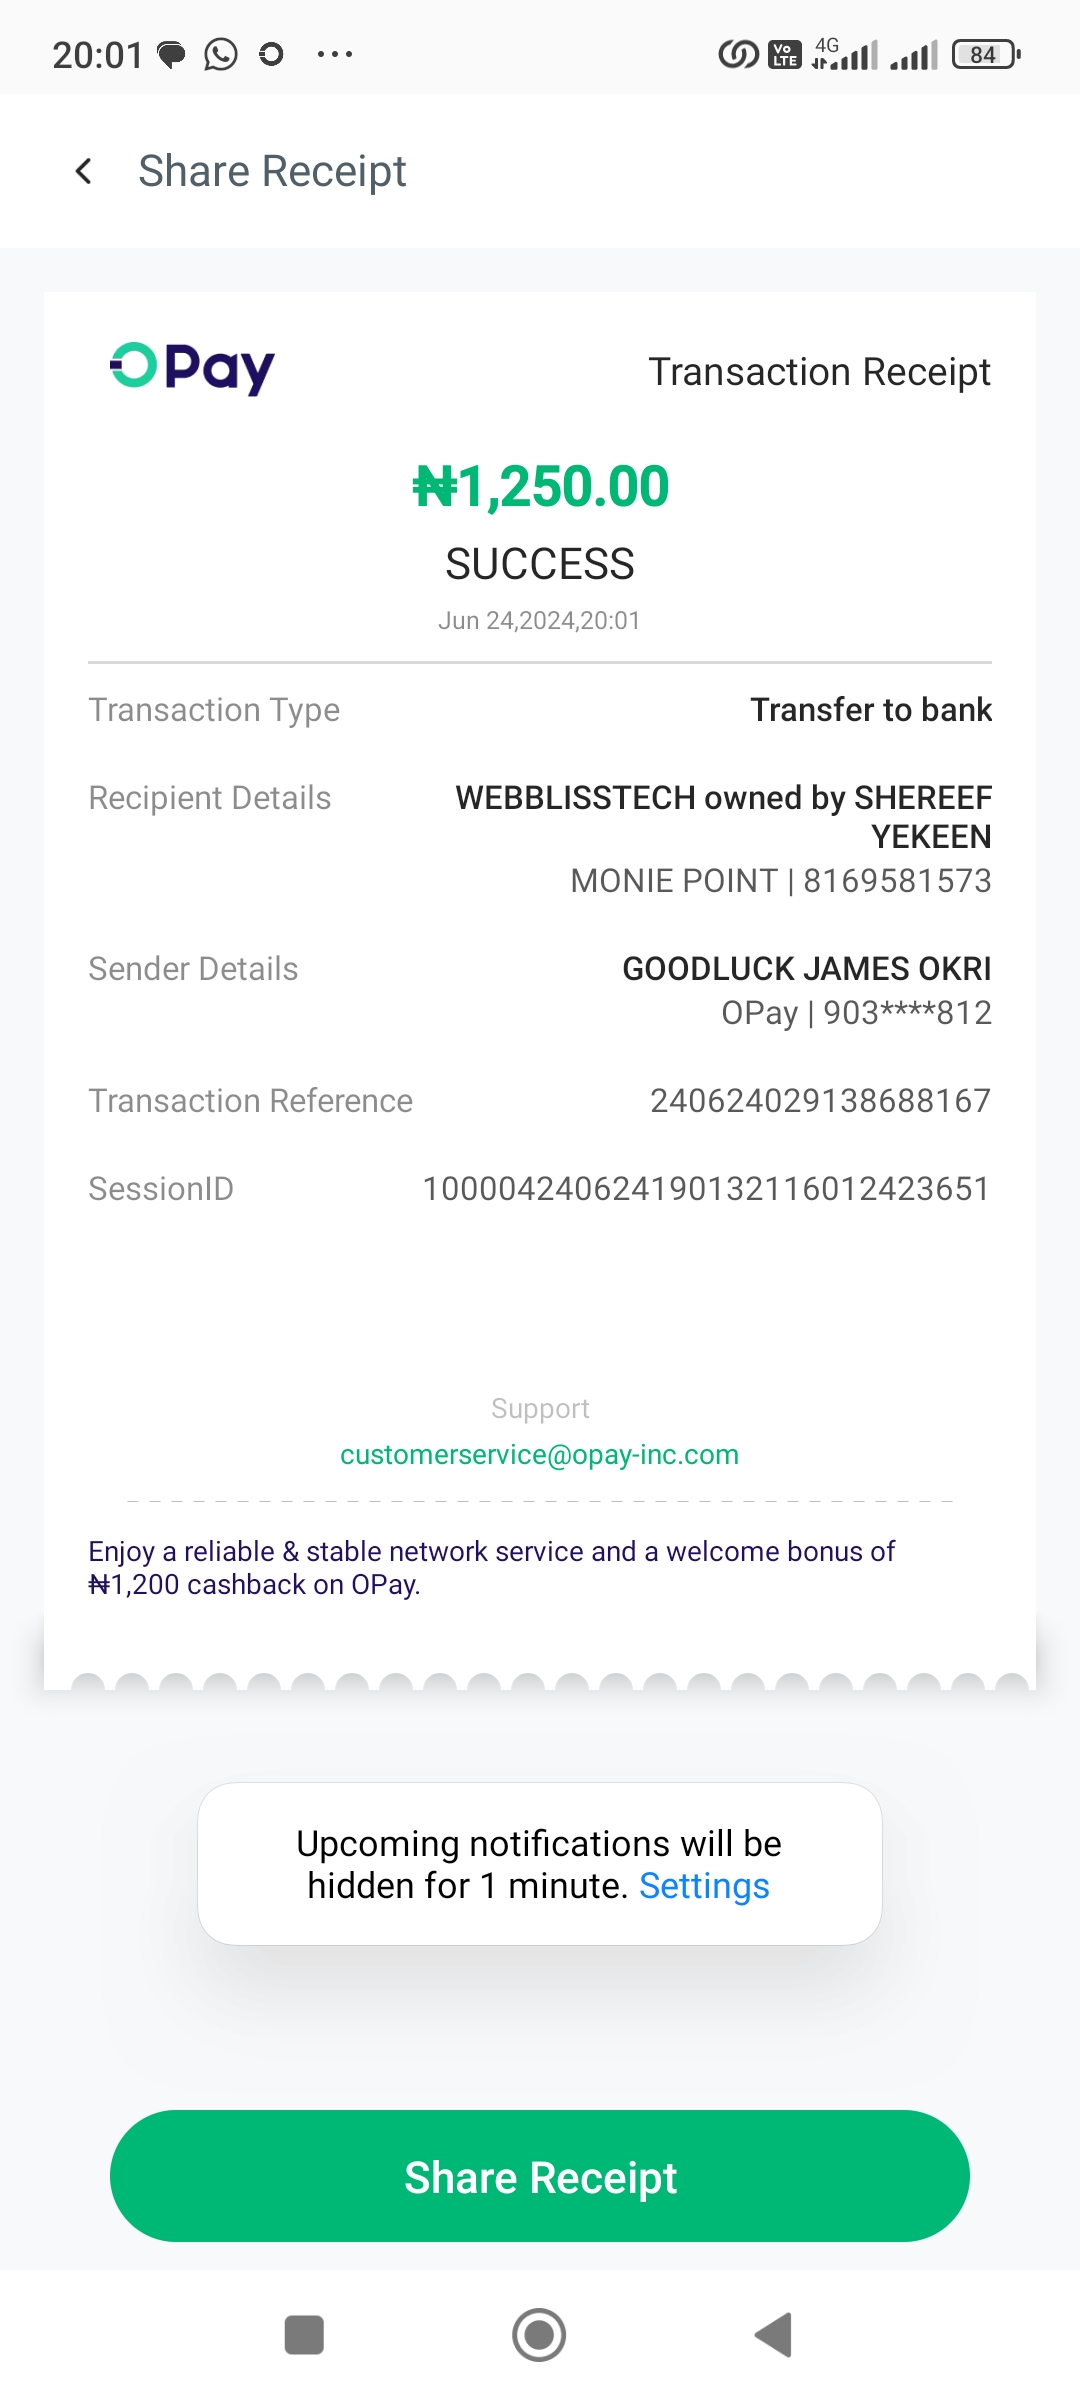 20:01
Vo LTE 4G 84
Share Receipt
OPay
Transaction Receipt
₦1,250.00
SUCCESS
Jun 24,2024,20:01
Transaction Type Transfer to bank
Recipient Details WEBBLISSTECH owned by SHEREEF
YEKEEN
MONIE POINT | 8169581573
Sender Details GOODLUCK JAMES OKRI
OPay | 903****812
Transaction Reference 240624029138688167
SessionID 100004240624190132116012423651
Support
customerservice@opay-inc.com
Enjoy a reliable & stable network service and a welcome bonus of
₦1,200 cashback on OPay.
Upcoming notifications will be
hidden for 1 minute. Settings
Share Receipt